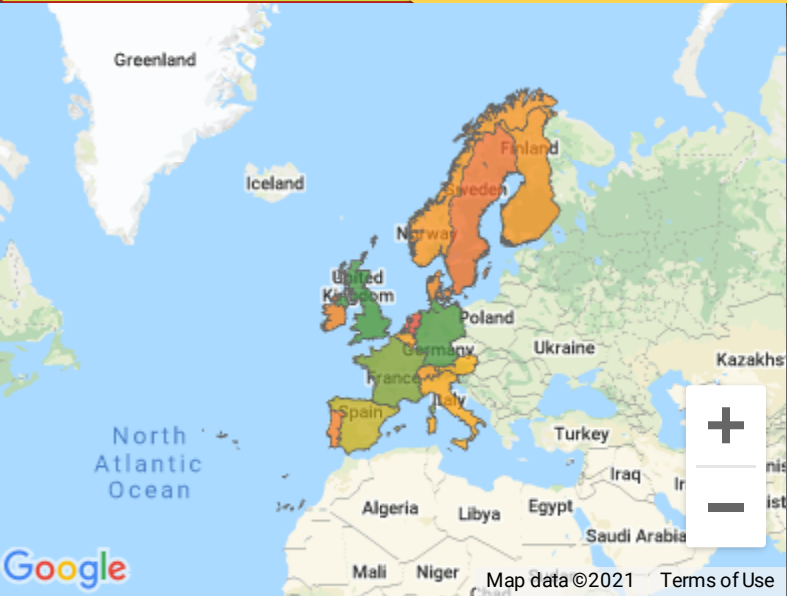 Greenland
Iceland
Finland
Sweden
Norway
United
Kingdom
Poland
Germany
Ukraine
Kazakhs
France
Italy
Spain
North
Atlantic
Ocean
Turkey
Iraq
Algeria
Libya
Egypt
Saudi Arabia
Mali
Niger
Chad
Google
Map data ©2021
Terms of Use